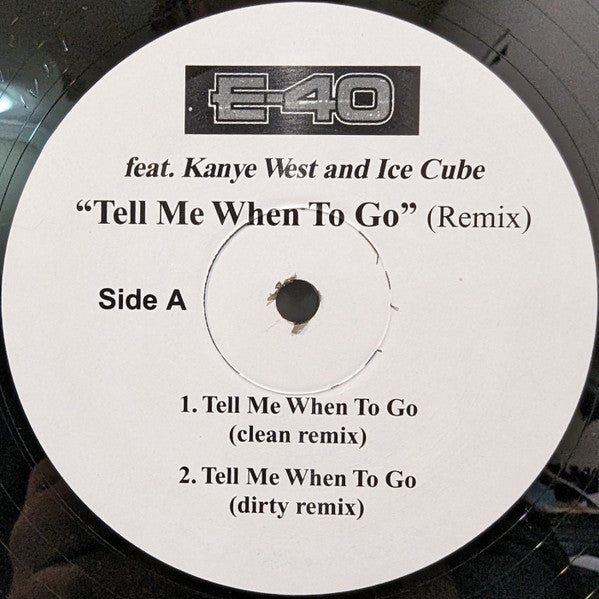 E-40
feat. Kanye West and Ice Cube
“Tell Me When To Go” (Remix)
Side A
1. Tell Me When To Go
(clean remix)
2. Tell Me When To Go
(dirty remix)